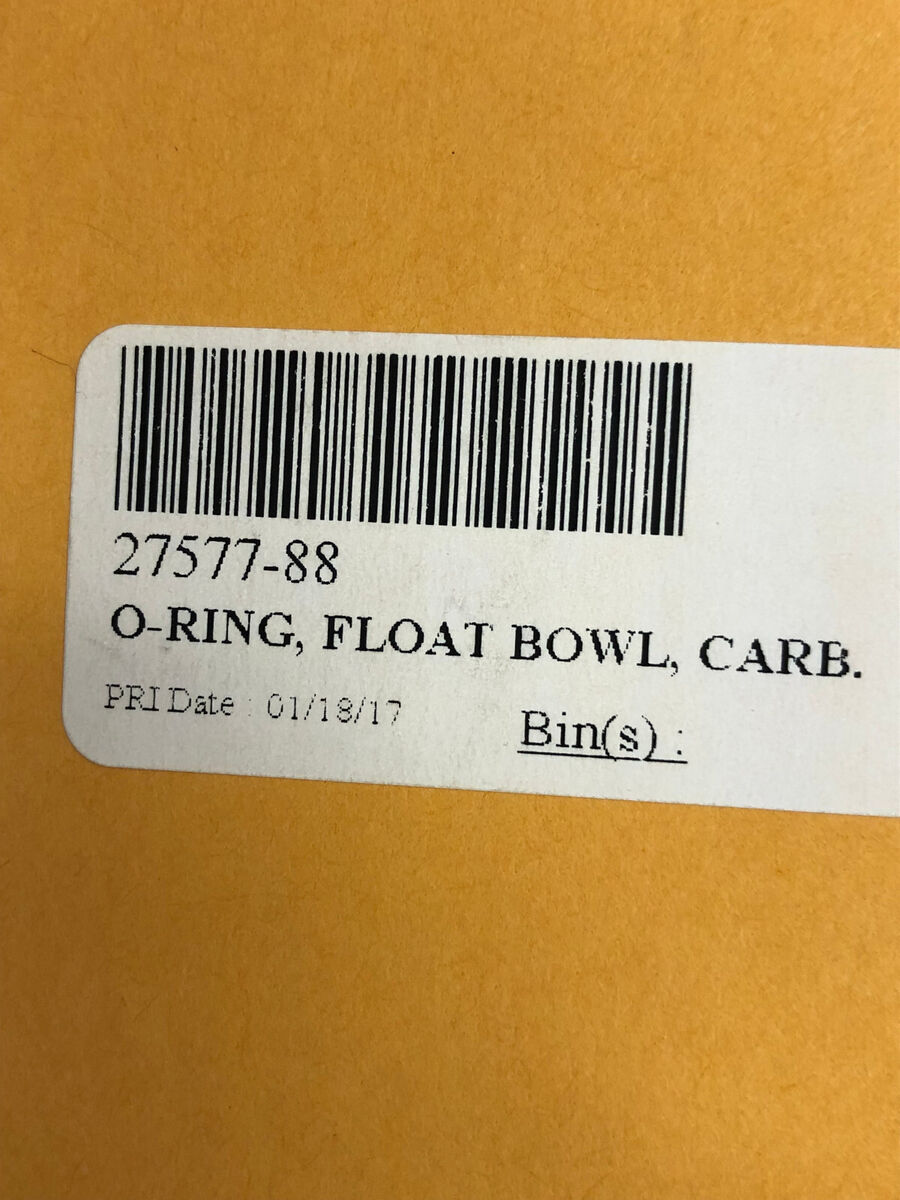 27577-88
O-RING, FLOAT BOWL, CARB.
PRI Date : 01/18/17
Bin(s) :